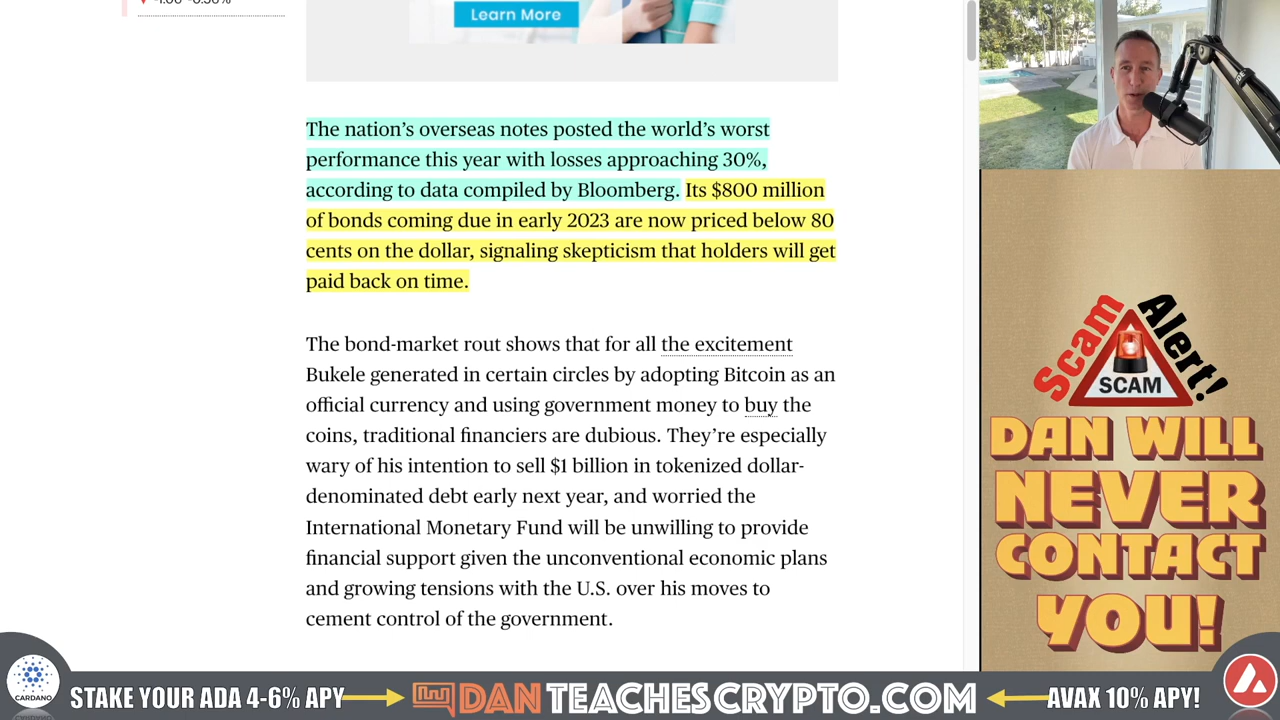 Learn More
The nation's overseas notes posted the world's worst
performance this year with losses approaching 30%,
according to data compiled by Bloomberg. Its $800 million
of bonds coming due in early 2023 are now priced below 80
cents on the dollar, signaling skepticism that holders will get
paid back on time.
The bond-market rout shows that for all the excitement
Bukele generated in certain circles by adopting Bitcoin as an
official currency and using government money to buy the
coins, traditional financiers are dubious. They're especially
wary of his intention to sell $1 billion in tokenized dollar-
denominated debt early next year, and worried the
International Monetary Fund will be unwilling to provide
financial support given the unconventional economic plans
and growing tensions with the U.S. over his moves to
cement control of the government.
Scam Alert!
SCAM
DAN WILL
NEVER
CONTACT
YOU!
CARDANO
STAKE YOUR ADA 4-6% APY
DANTEACHESCRYPTO.COM
AVAX 10% APY!